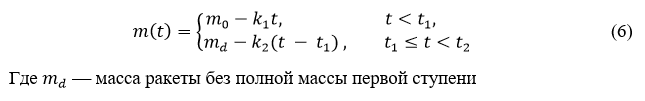 m(t) = { m₀ − k₁t, t < t₁, (6)
m_d − k₂(t − t₁), t₁ ≤ t < t₂
Где m_d — масса ракеты без полной массы первой ступени